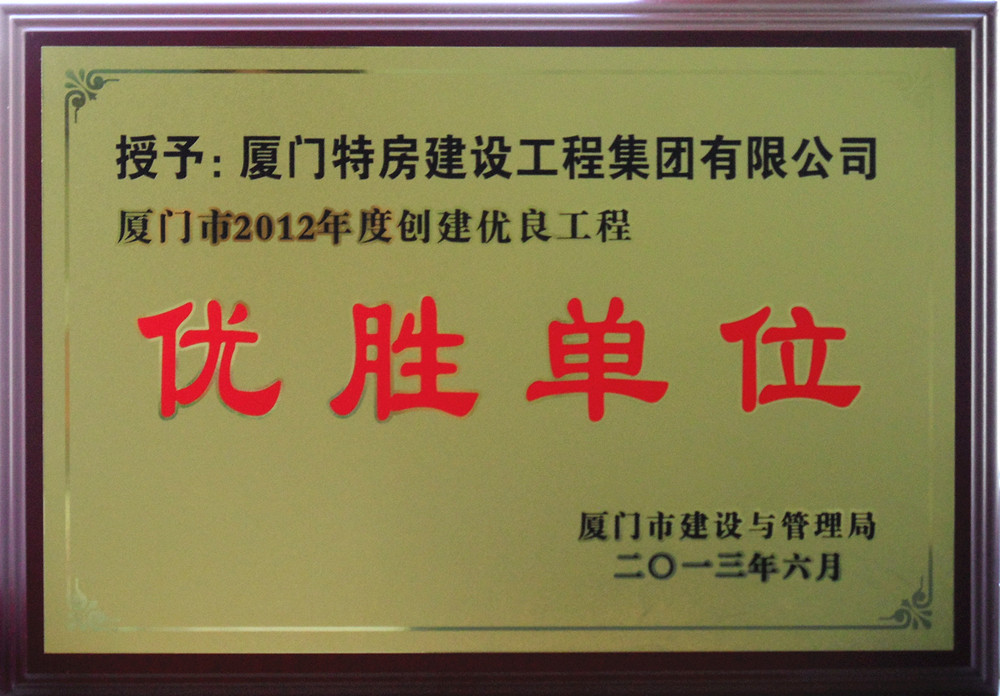 授予：厦门特房建设工程集团有限公司
厦门市2012年度创建优良工程
优胜单位
厦门市建设与管理局
二〇一三年六月